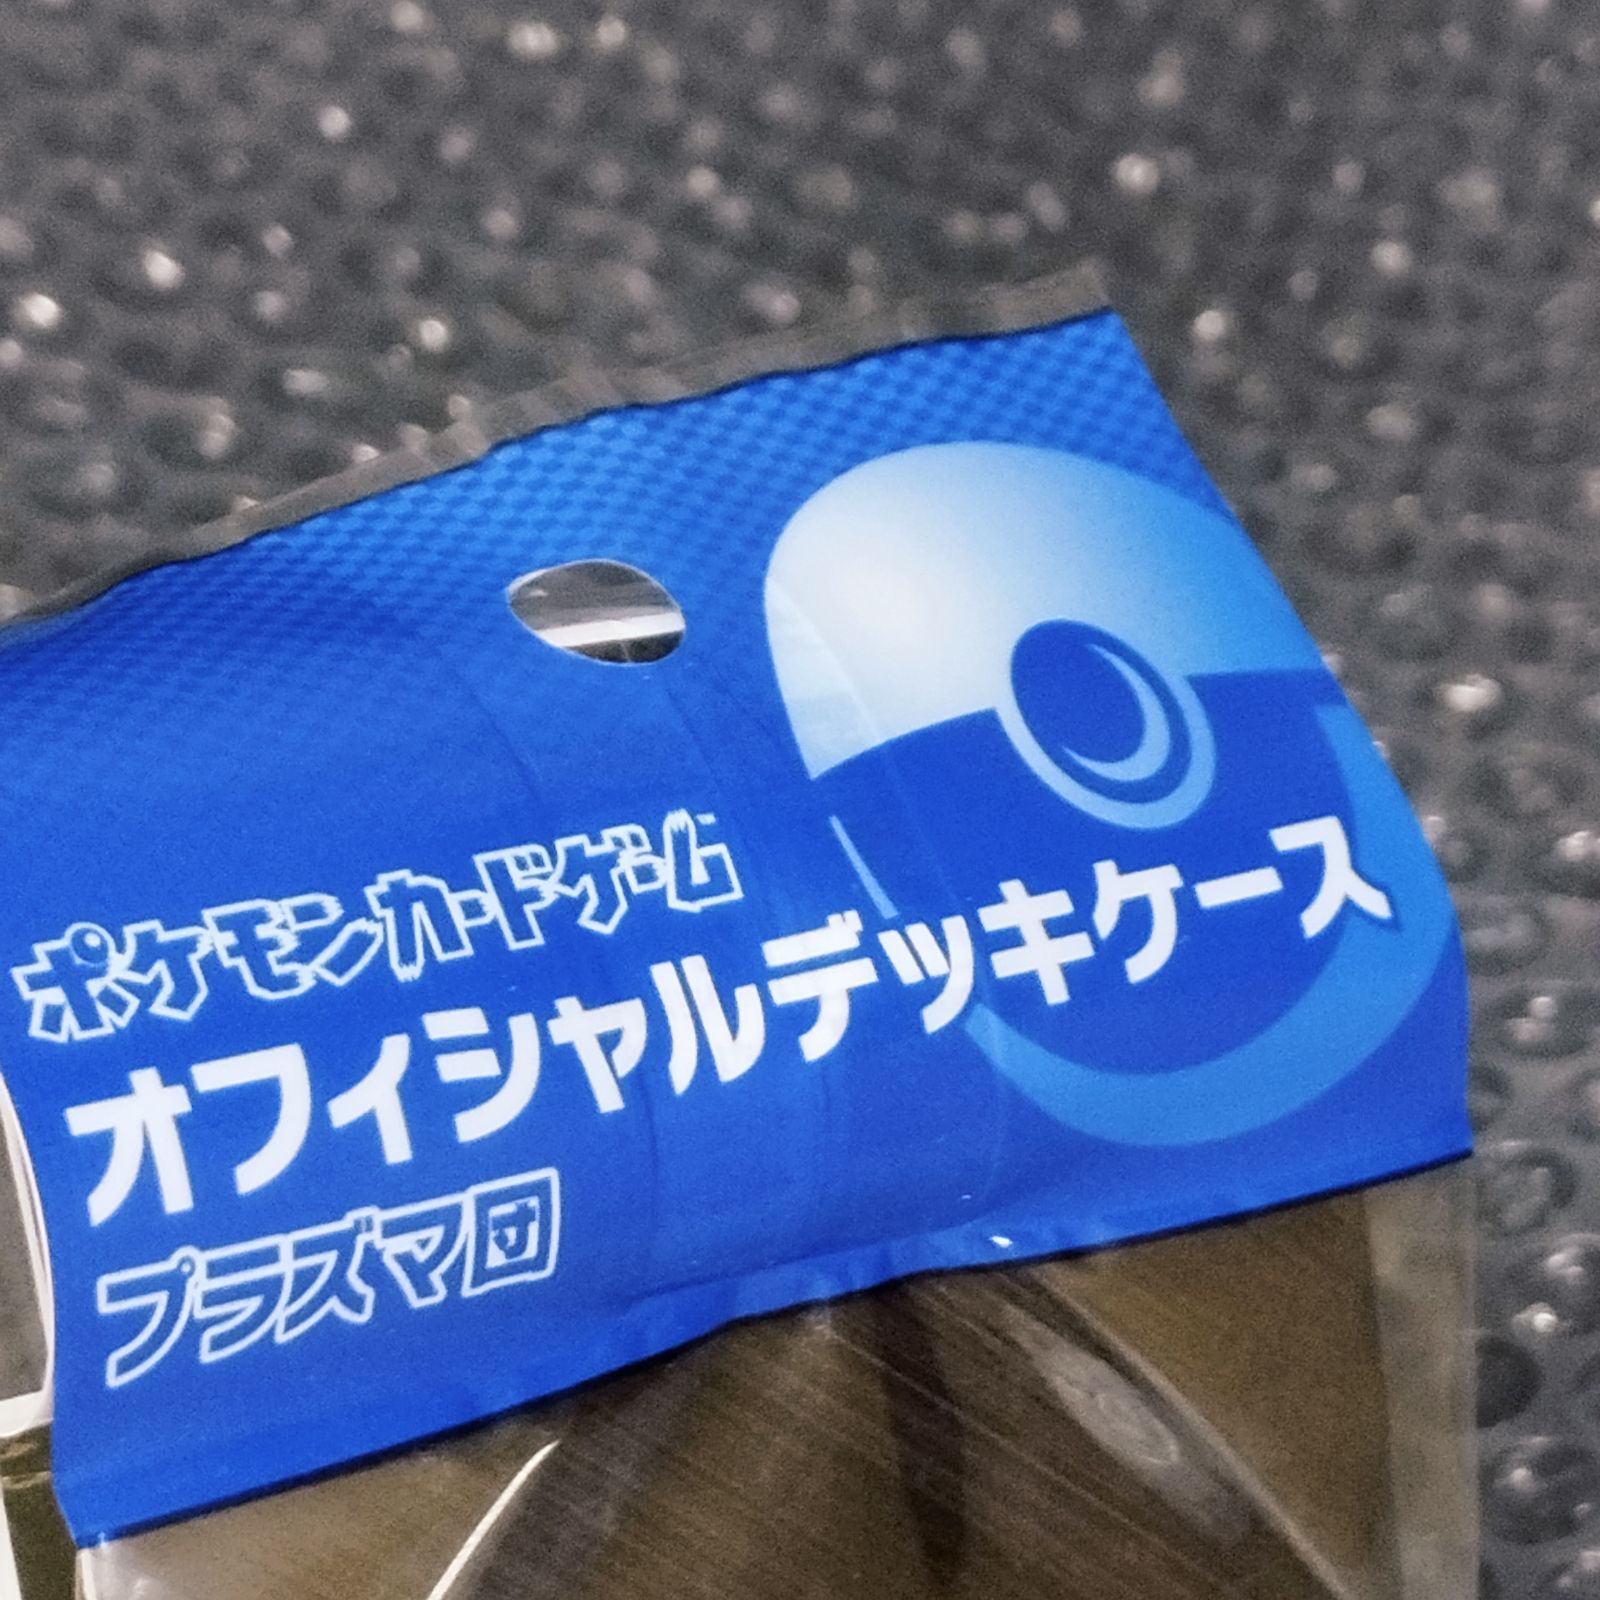 ポケモンカードゲーム
オフィシャルデッキケース
プラズマ団